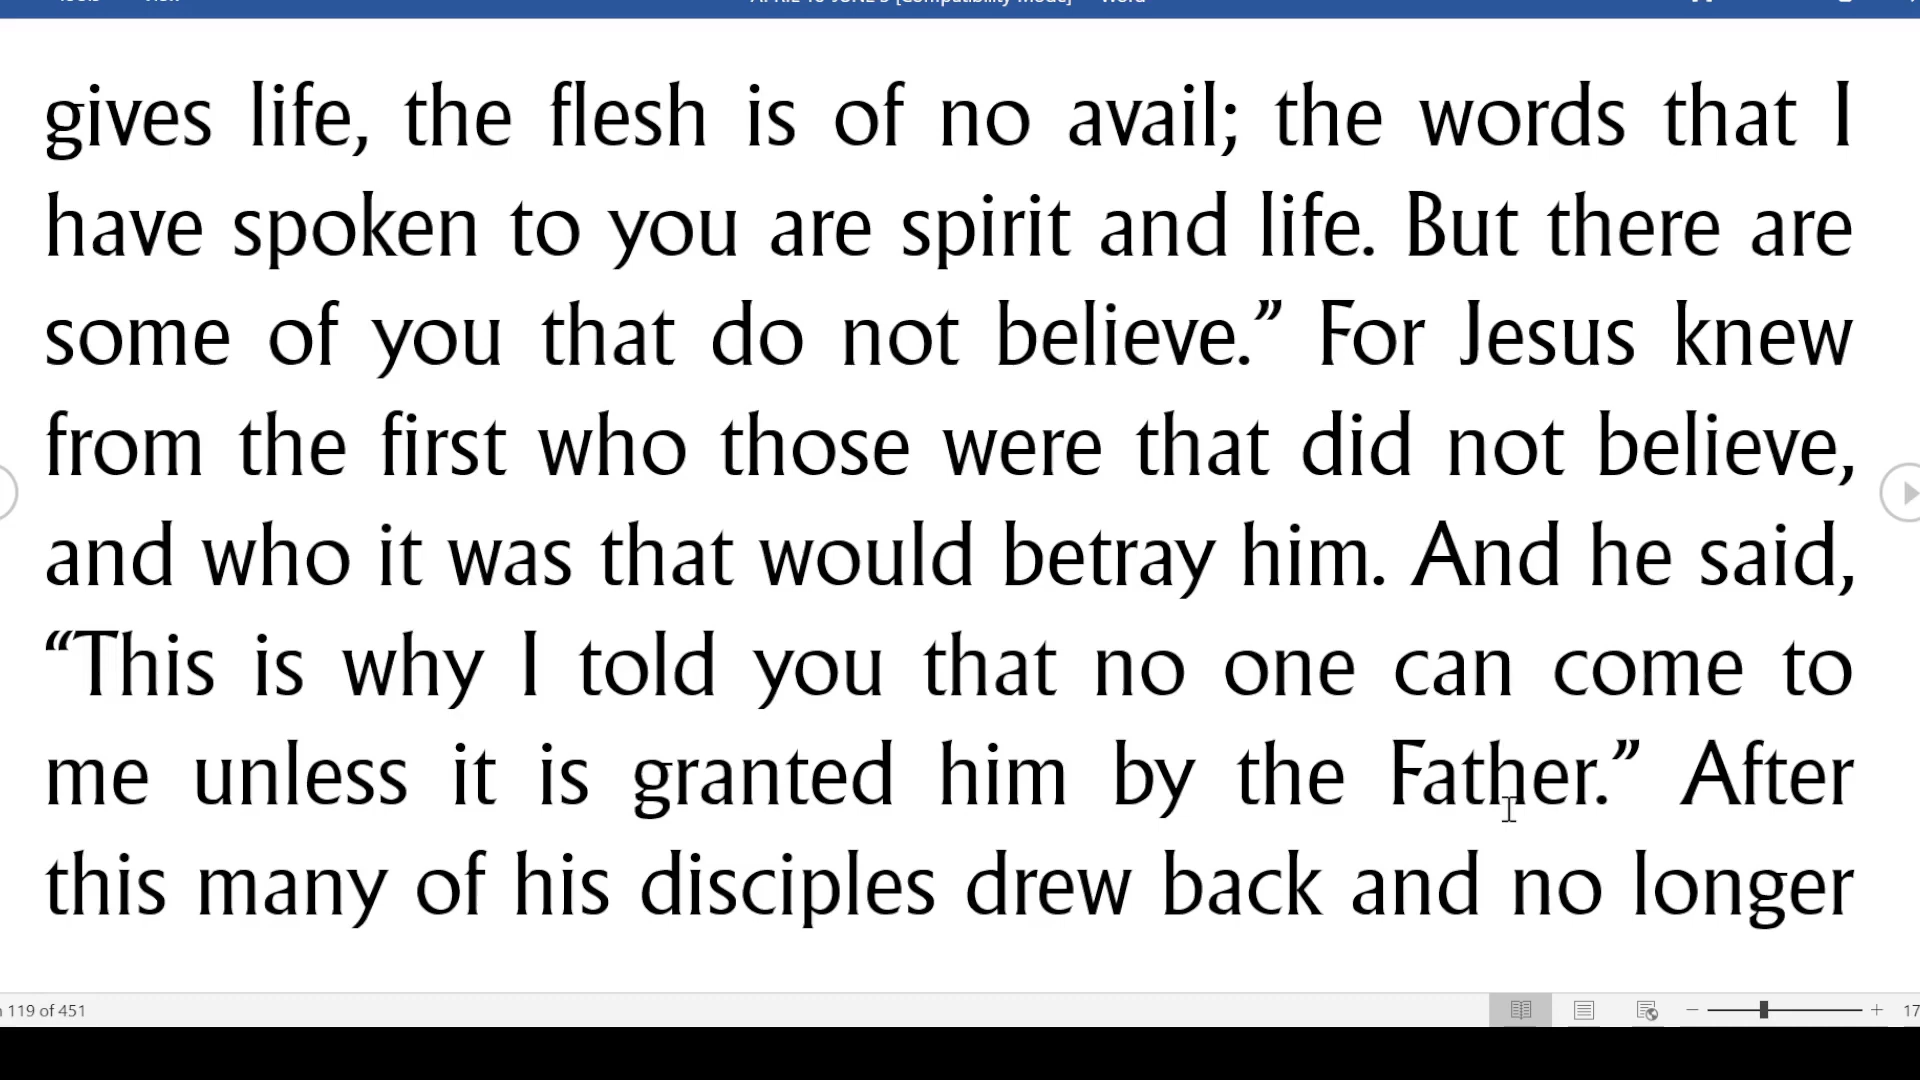 gives life, the flesh is of no avail; the words that I
have spoken to you are spirit and life. But there are
some of you that do not believe.” For Jesus knew
from the first who those were that did not believe,
and who it was that would betray him. And he said,
“This is why I told you that no one can come to
me unless it is granted him by the Father.” After
this many of his disciples drew back and no longer
119 of 451
17